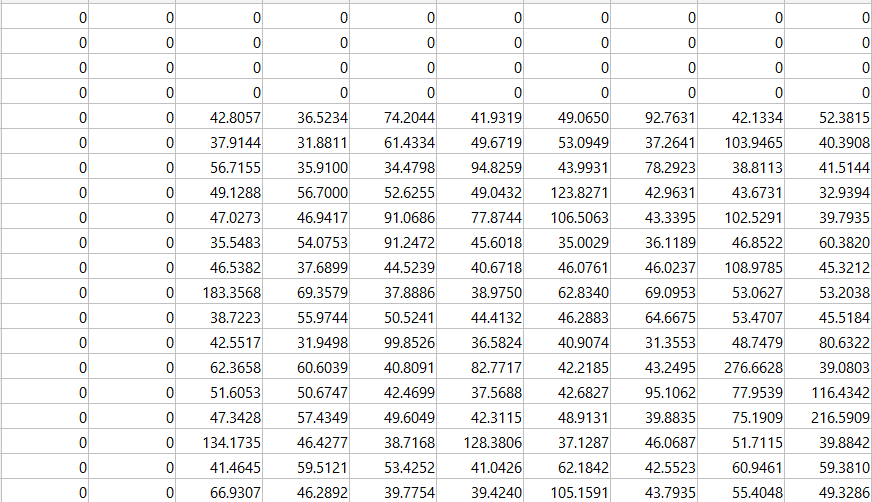 0 0 0 0 0 0 0 0 0 0
0 0 0 0 0 0 0 0 0 0
0 0 0 0 0 0 0 0 0 0
0 0 0 0 0 0 0 0 0 0
0 0 42.8057 36.5234 74.2044 41.9319 49.0650 92.7631 42.1334 52.3815
0 0 37.9144 31.8811 61.4334 49.6719 53.0949 37.2641 103.9465 40.3908
0 0 56.7155 35.9100 34.4798 94.8259 43.9931 78.2923 38.8113 41.5144
0 0 49.1288 56.7000 52.6255 49.0432 123.8271 42.9631 43.6731 32.9394
0 0 47.0273 46.9417 91.0686 77.8744 106.5063 43.3395 102.5291 39.7935
0 0 35.5483 54.0753 91.2472 45.6018 35.0029 36.1189 46.8522 60.3820
0 0 46.5382 37.6899 44.5239 40.6718 46.0761 46.0237 108.9785 45.3212
0 0 183.3568 69.3579 37.8886 38.9750 62.8340 69.0953 53.0627 53.2038
0 0 38.7223 55.9744 50.5241 44.4132 46.2883 64.6675 53.4707 45.5184
0 0 42.5517 31.9498 99.8526 36.5824 40.9074 31.3553 48.7479 80.6322
0 0 62.3658 60.6039 40.8091 82.7717 42.2185 43.2495 276.6628 39.0803
0 0 51.6053 50.6747 42.4699 37.5688 42.6827 95.1062 77.9539 116.4342
0 0 47.3428 57.4349 49.6049 42.3115 48.9131 39.8835 75.1909 216.5909
0 0 134.1735 46.4277 38.7168 128.3806 37.1287 46.0687 51.7115 39.8842
0 0 41.4645 59.5121 53.4252 41.0426 62.1842 42.5523 60.9461 59.3810
0 0 66.9307 46.2892 39.7754 39.4240 105.1591 43.7935 55.4048 49.3286